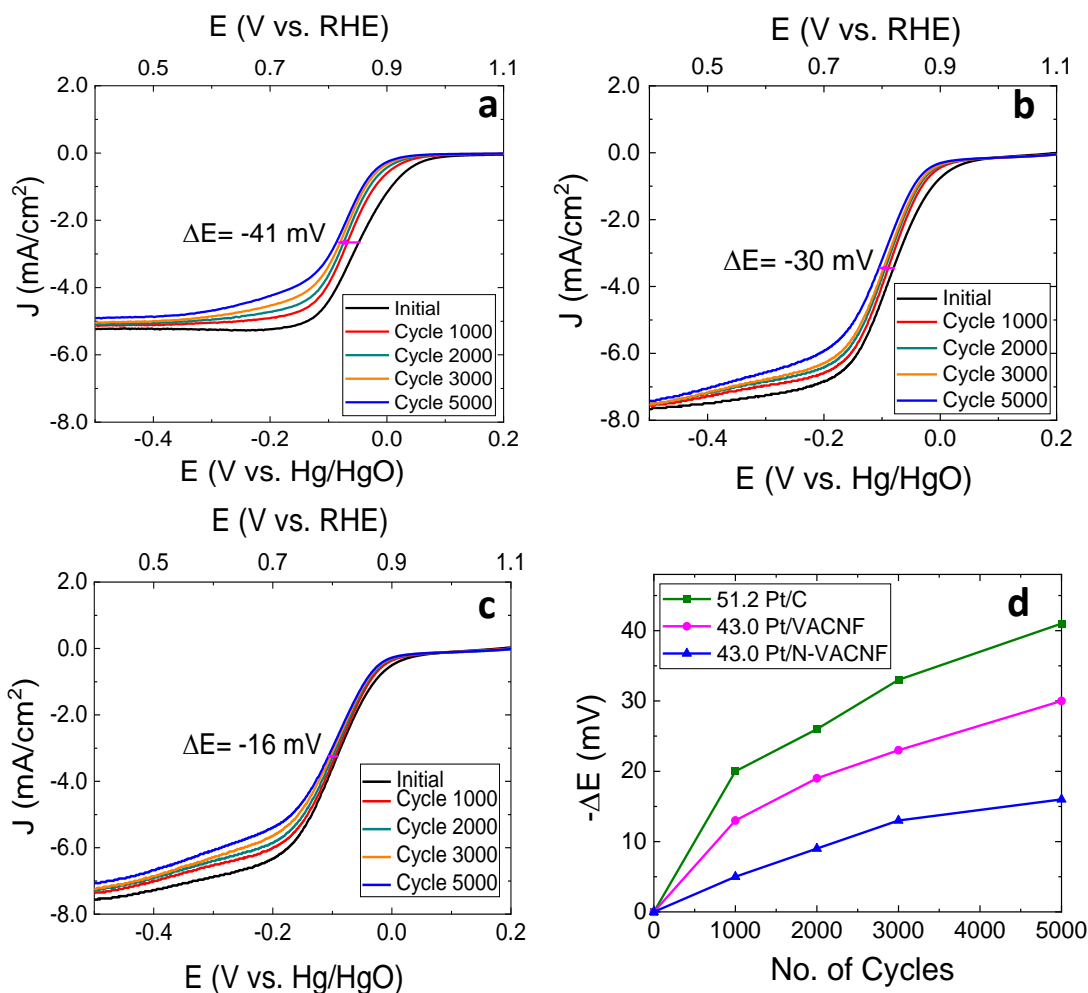 E (V vs. RHE)
0.5 0.7 0.9 1.1
a
2.0
0.0
-2.0
-4.0
-6.0
-8.0
J (mA/cm²)
ΔE= -41 mV
Initial
Cycle 1000
Cycle 2000
Cycle 3000
Cycle 5000
-0.4 -0.2 0.0 0.2
E (V vs. Hg/HgO)
E (V vs. RHE)
0.5 0.7 0.9 1.1
b
2.0
0.0
-2.0
-4.0
-6.0
-8.0
J (mA/cm²)
ΔE= -30 mV
Initial
Cycle 1000
Cycle 2000
Cycle 3000
Cycle 5000
-0.4 -0.2 0.0 0.2
E (V vs. Hg/HgO)
E (V vs. RHE)
0.5 0.7 0.9 1.1
c
2.0
0.0
-2.0
-4.0
-6.0
-8.0
J (mA/cm²)
ΔE= -16 mV
Initial
Cycle 1000
Cycle 2000
Cycle 3000
Cycle 5000
-0.4 -0.2 0.0 0.2
E (V vs. Hg/HgO)
d
51.2 Pt/C
43.0 Pt/VACNF
43.0 Pt/N-VACNF
40
30
20
10
0
-ΔE (mV)
0 1000 2000 3000 4000 5000
No. of Cycles